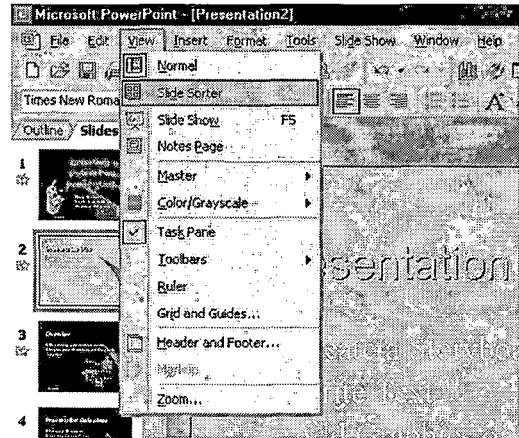 Microsoft PowerPoint - [Presentation2]
File Edit View Insert Format Tools Slide Show Window Help
Times New Roma
Outline Slides
Normal
Slide Sorter
Slide Show F5
Notes Page
Master
Color/Grayscale
Task Pane
Toolbars
Ruler
Grid and Guides...
Header and Footer...
Markup
Zoom...
1
2
3
Overview
4
sentation